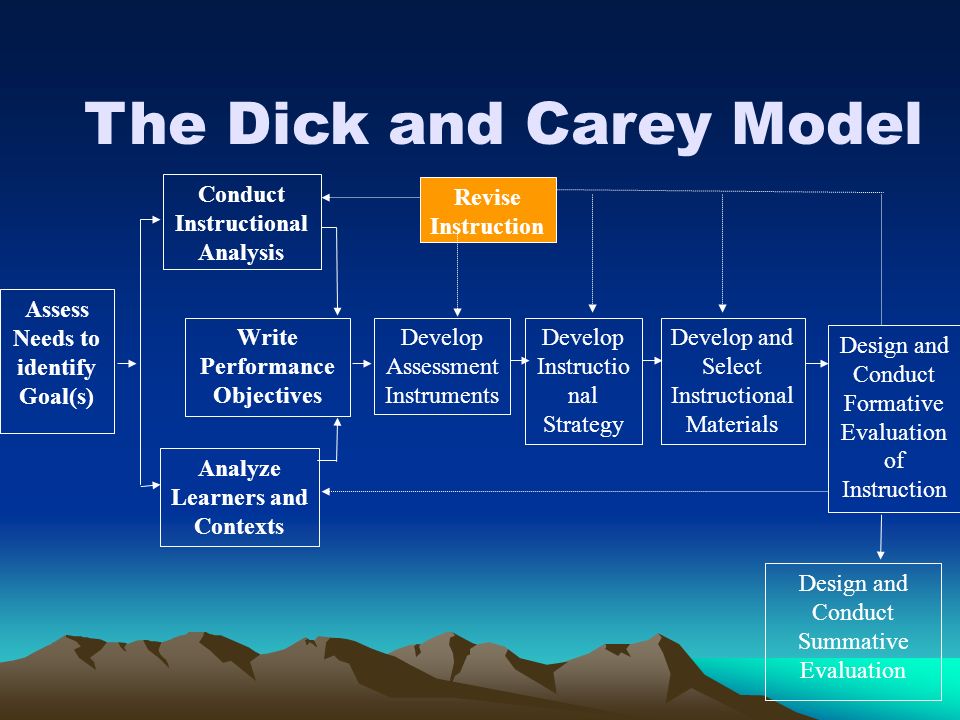 The Dick and Carey Model
Conduct
Instructional
Analysis
Revise
Instruction
Assess
Needs to
identify
Goal(s)
Write
Performance
Objectives
Develop
Assessment
Instruments
Develop
Instructio
nal
Strategy
Develop and
Select
Instructional
Materials
Design and
Conduct
Formative
Evaluation
of
Instruction
Analyze
Learners and
Contexts
Design and
Conduct
Summative
Evaluation